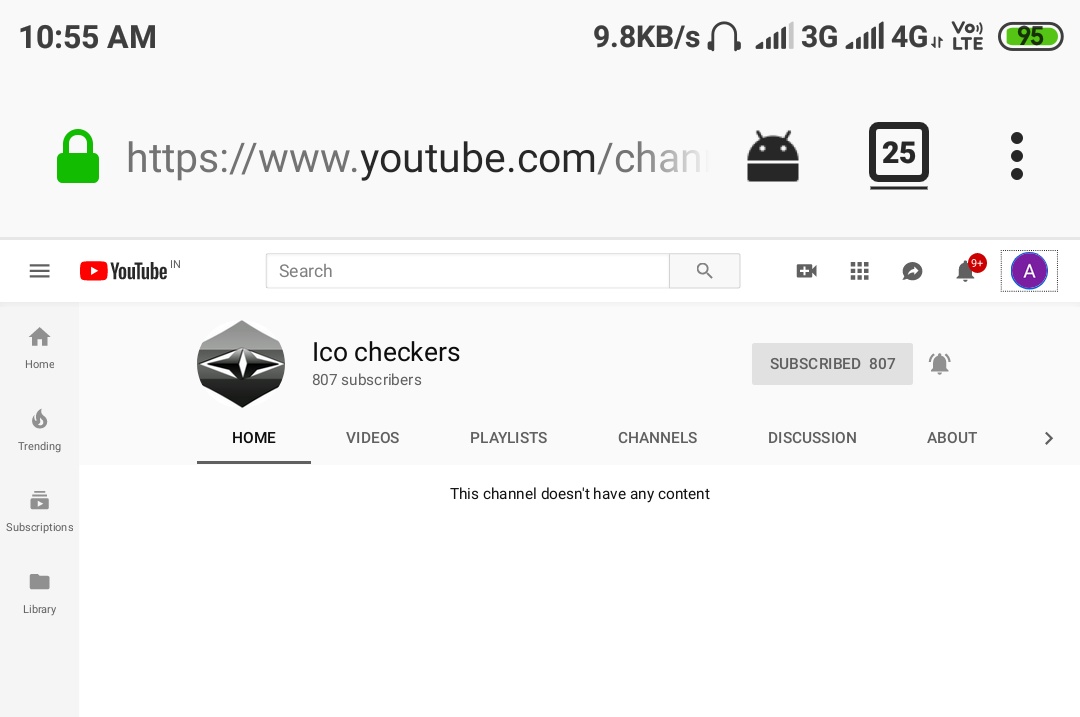 10:55 AM 9.8KB/s 3G 4G VoLTE 95
https://www.youtube.com/chan 25
YouTube IN Search 9+ A
Home
Trending
Subscriptions
Library
Ico checkers
807 subscribers
SUBSCRIBED 807
HOME VIDEOS PLAYLISTS CHANNELS DISCUSSION ABOUT
This channel doesn't have any content